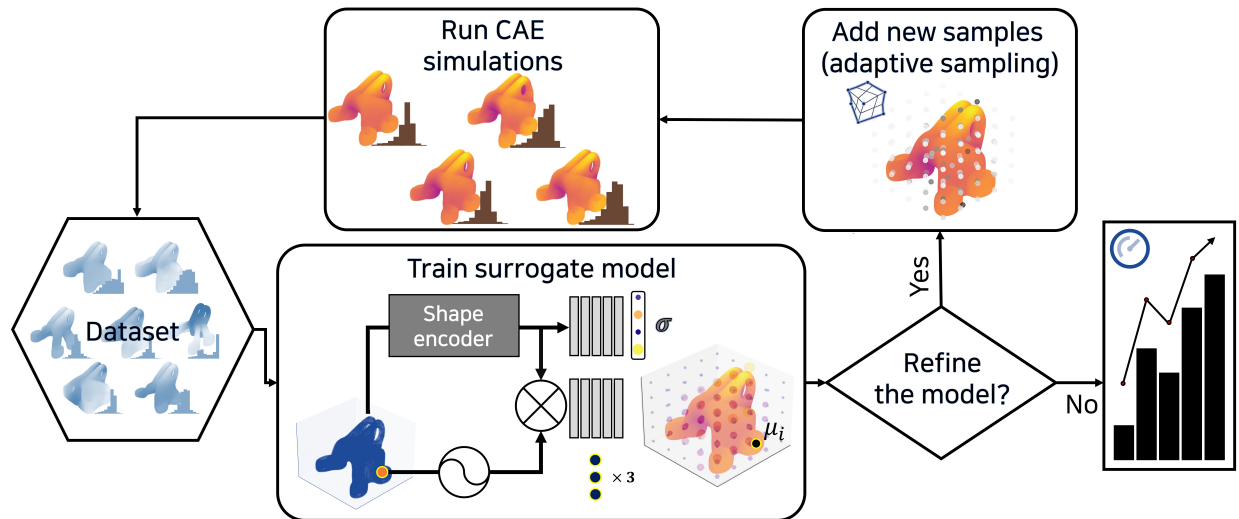 Run CAE
simulations
Add new samples
(adaptive sampling)
Dataset
Train surrogate model
Shape
encoder
σ
μᵢ
× 3
Refine
the model?
Yes
No